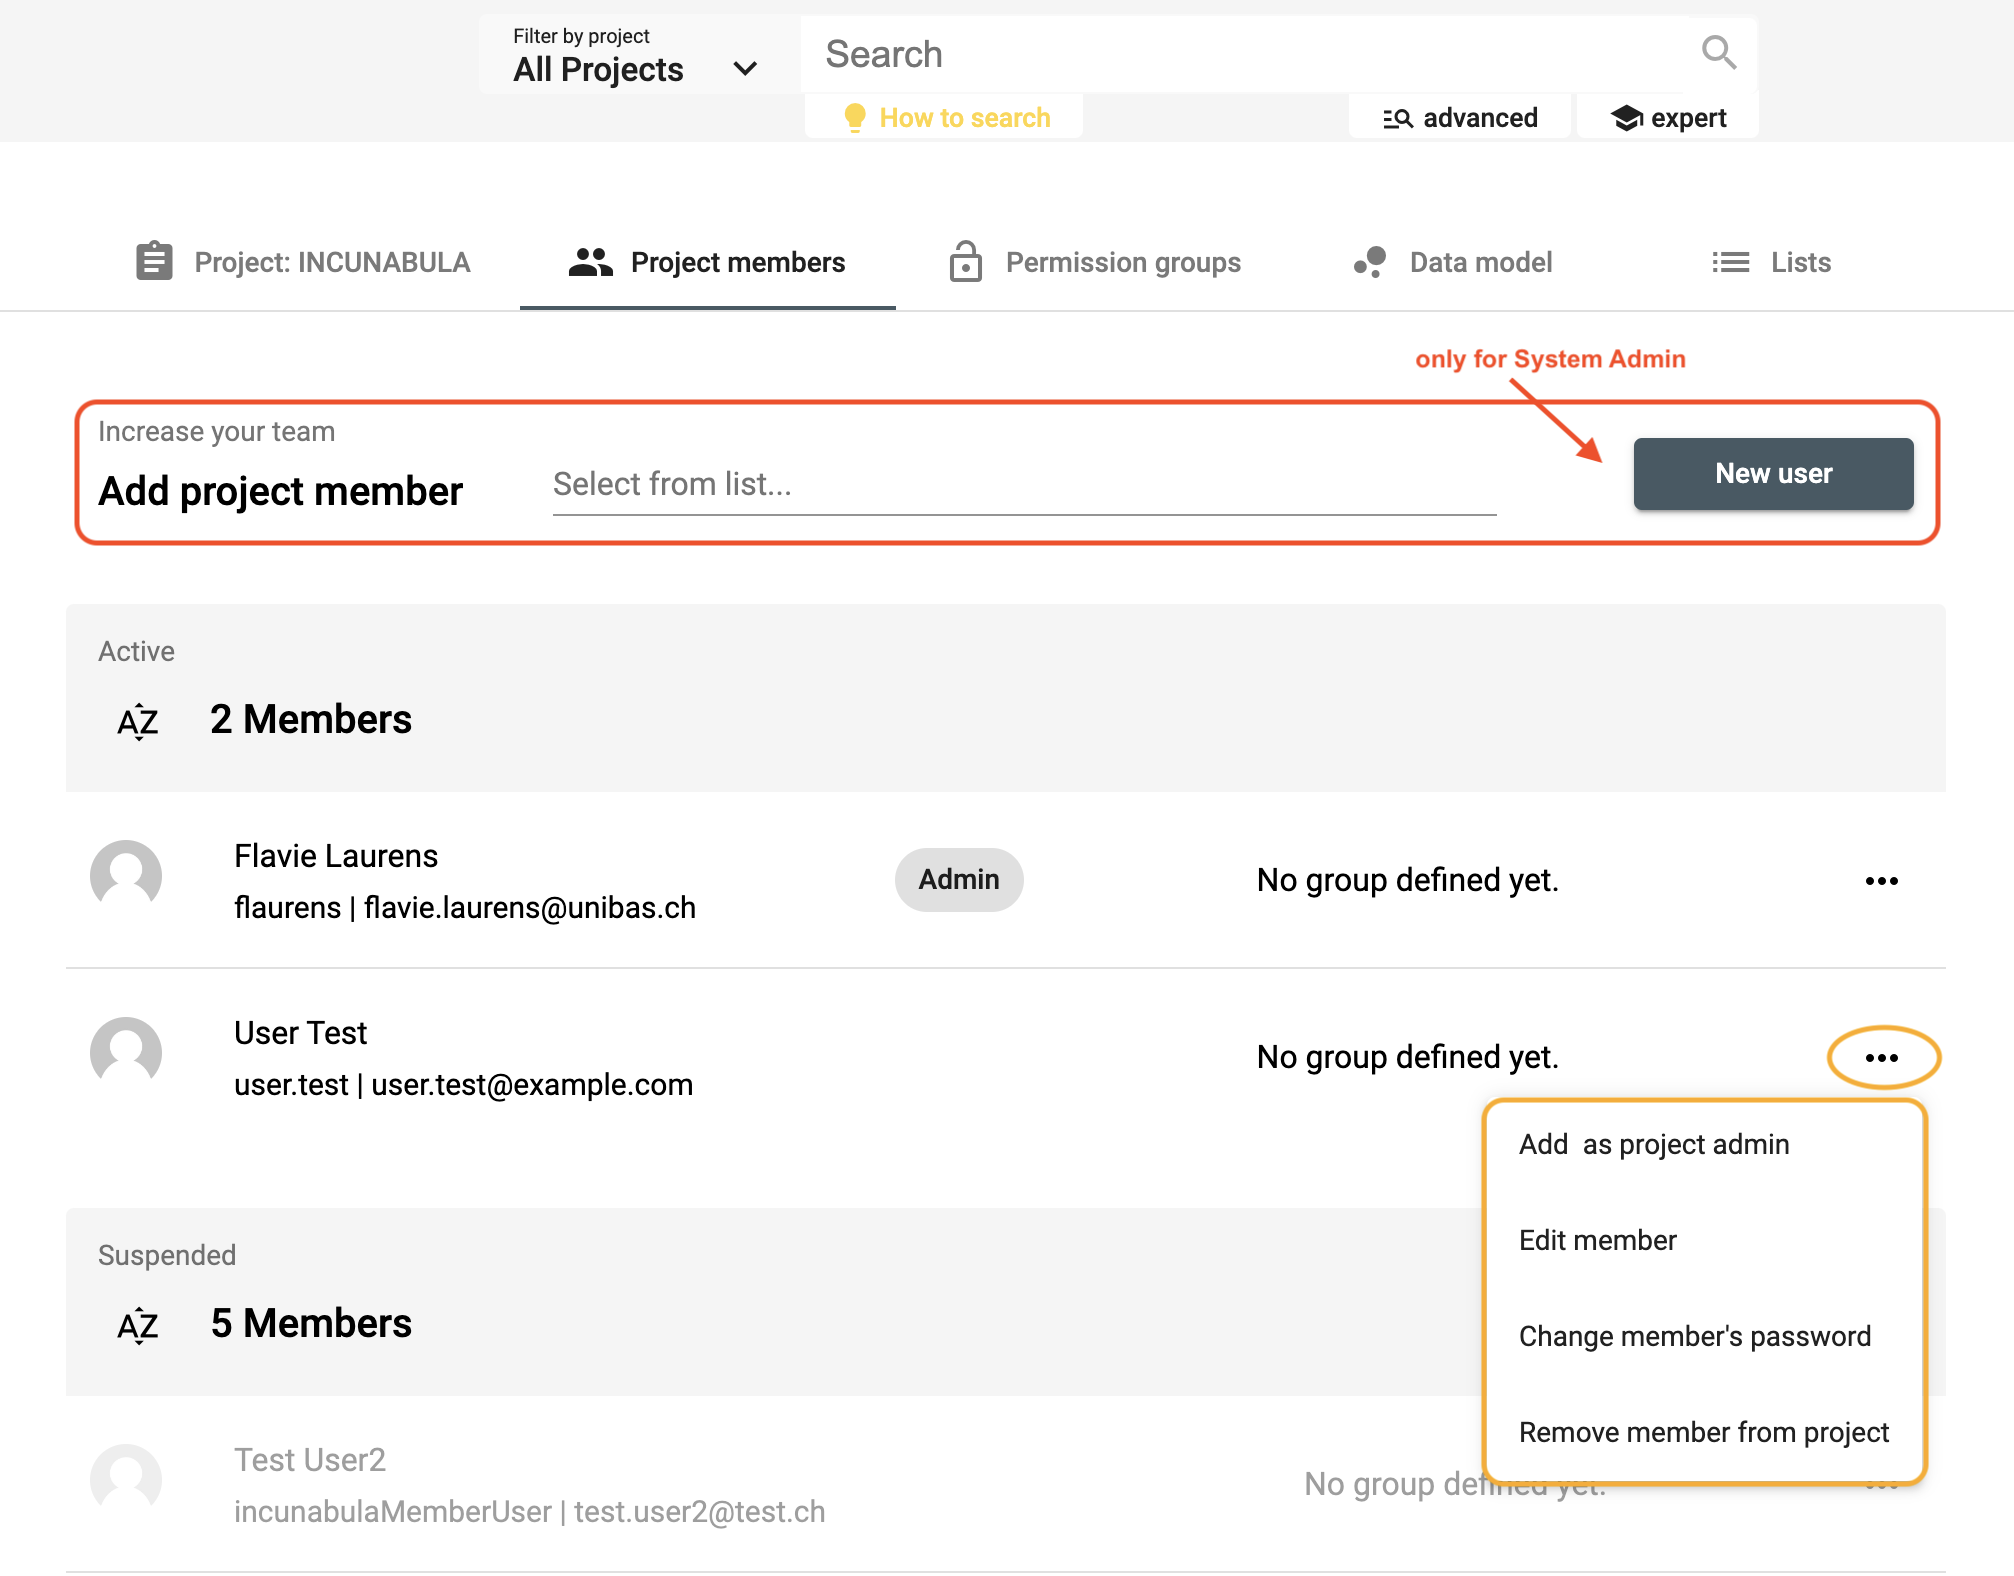 Filter by project
All Projects
Search
How to search
advanced
expert
Project: INCUNABULA
Project members
Permission groups
Data model
Lists
only for System Admin
Increase your team
Add project member
Select from list...
New user
Active
AZ
2 Members
Flavie Laurens
flaurens | flavie.laurens@unibas.ch
Admin
No group defined yet.
User Test
user.test | user.test@example.com
No group defined yet.
Add as project admin
Edit member
Change member's password
Remove member from project
Suspended
AZ
5 Members
Test User2
incunabulaMemberUser | test.user2@test.ch
No group defined yet.